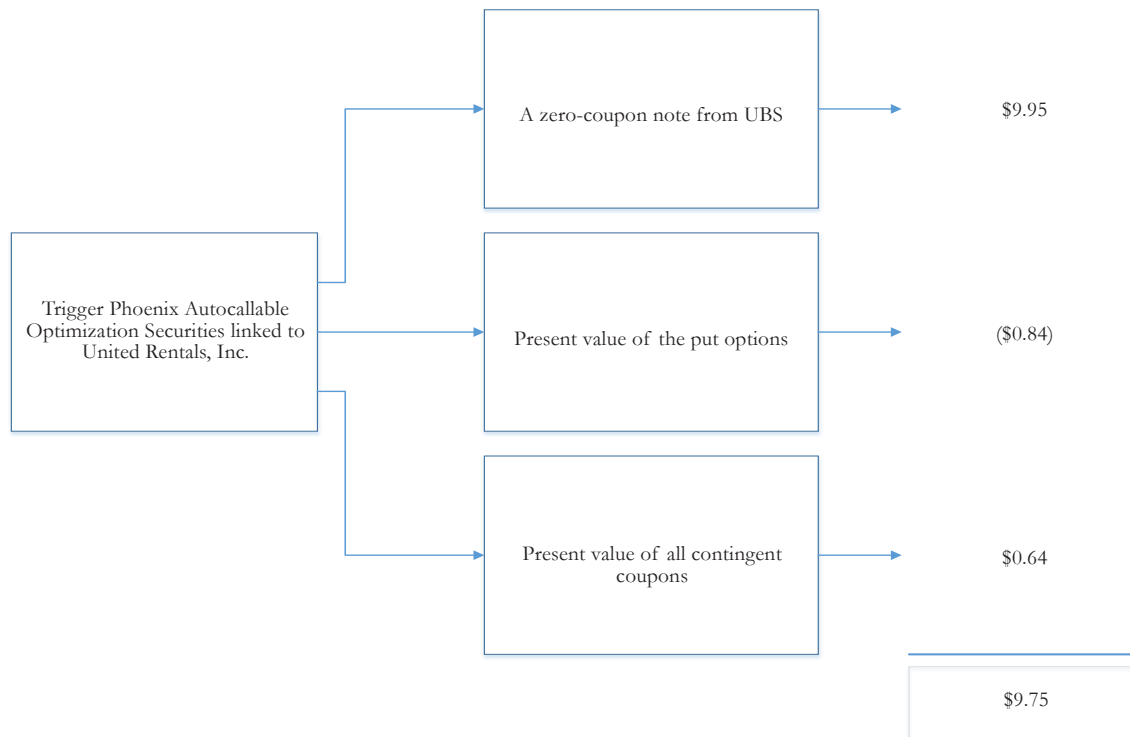 A zero-coupon note from UBS
$9.95
Trigger Phoenix Autocallable
Optimization Securities linked to
United Rentals, Inc.
Present value of the put options
($0.84)
Present value of all contingent
coupons
$0.64
$9.75